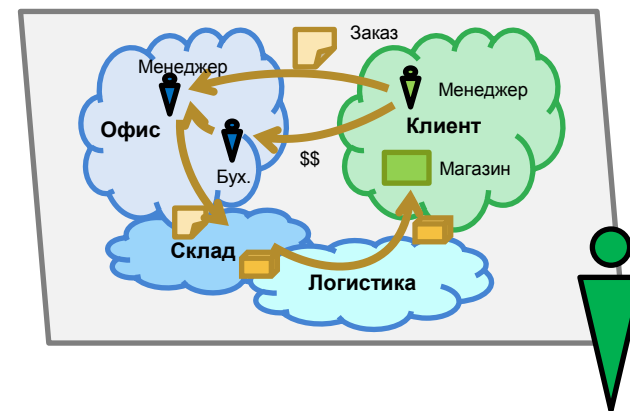 Заказ
Менеджер
Менеджер
Офис
Клиент
$$
Бух.
Магазин
Склад
Логистика